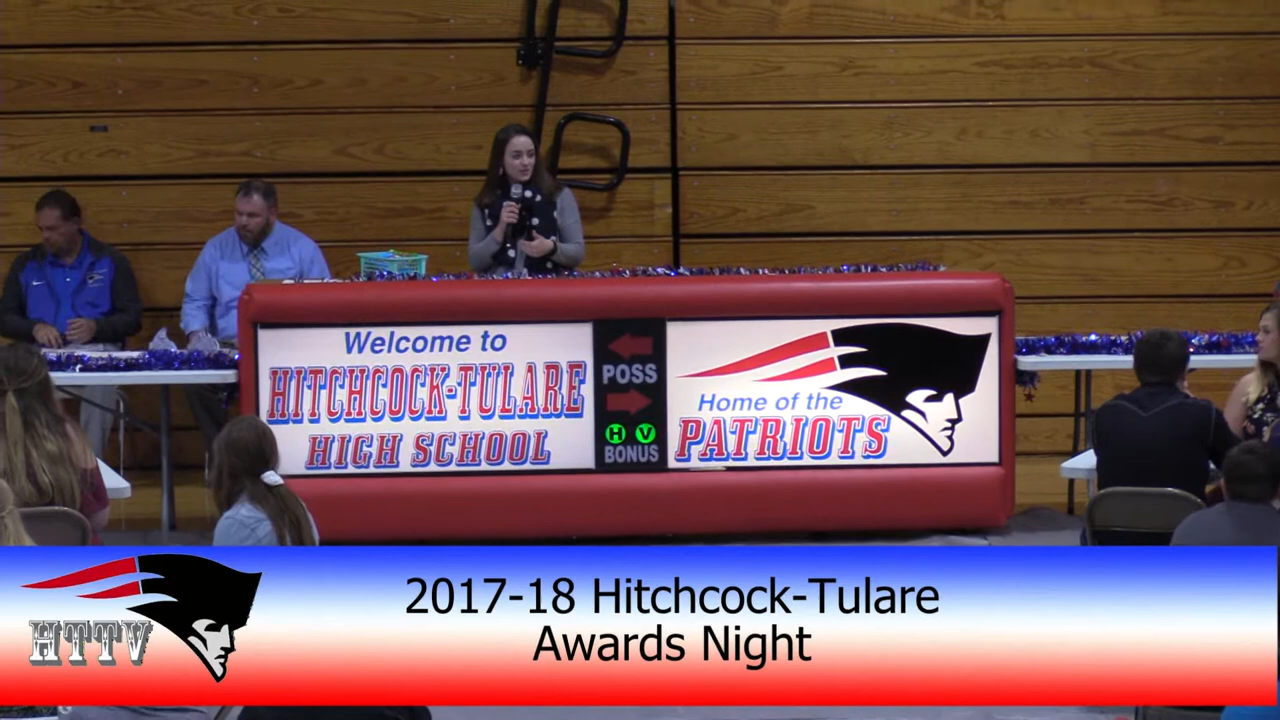 Welcome to
HITCHCOCK-TULARE
HIGH SCHOOL
POSS
H V
BONUS
Home of the
PATRIOTS
HTTV
2017-18 Hitchcock-Tulare
Awards Night